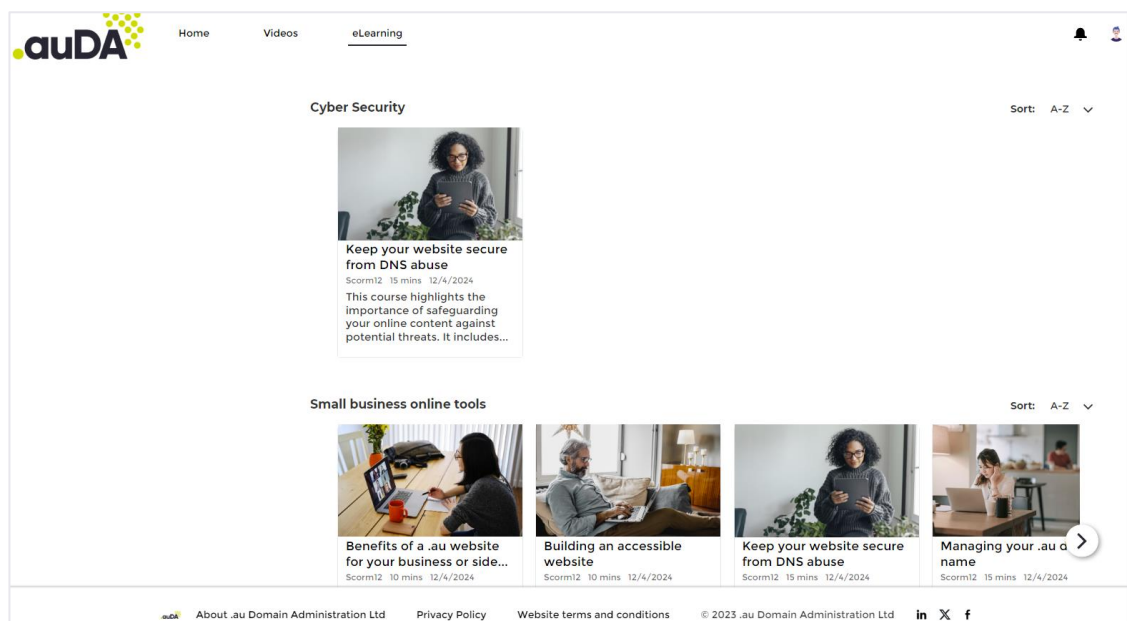 .auDA
Home Videos eLearning
Cyber Security
Sort: A-Z
Keep your website secure
from DNS abuse
Scorm12 15 mins 12/4/2024
This course highlights the
importance of safeguarding
your online content against
potential threats. It includes...
Small business online tools
Sort: A-Z
Benefits of a .au website
for your business or side...
Scorm12 10 mins 12/4/2024
Building an accessible
website
Scorm12 10 mins 12/4/2024
Keep your website secure
from DNS abuse
Scorm12 15 mins 12/4/2024
Managing your .au d
name
Scorm12 15 mins 12/4/2024
.auDA About .au Domain Administration Ltd Privacy Policy Website terms and conditions © 2023 .au Domain Administration Ltd in X f